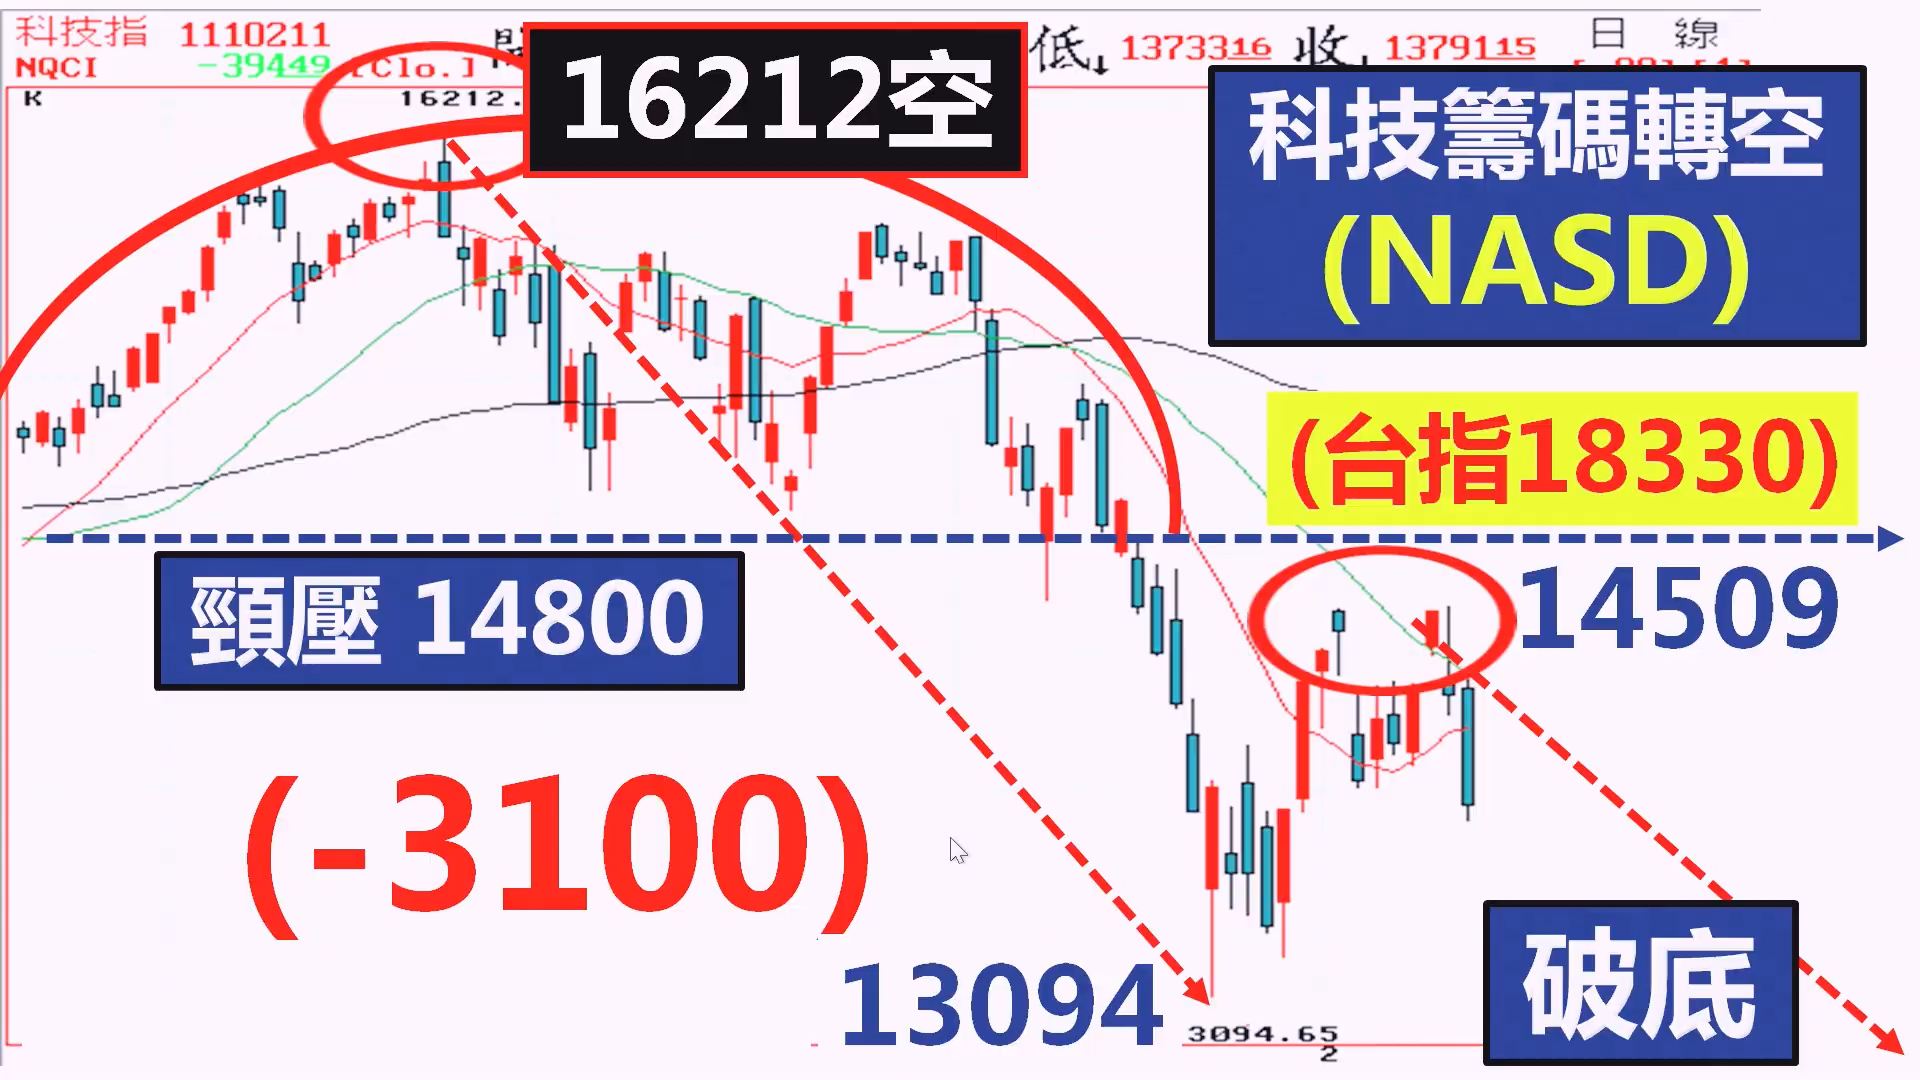 科技指 1110211
NQCI -39449 [Clo.]
低↓ 1373316 收↓ 1379115 日 線
K
16212.
16212空
科技籌碼轉空
(NASD)
(台指18330)
14509
頸壓 14800
(-3100)
13094
3094.65
2
破底